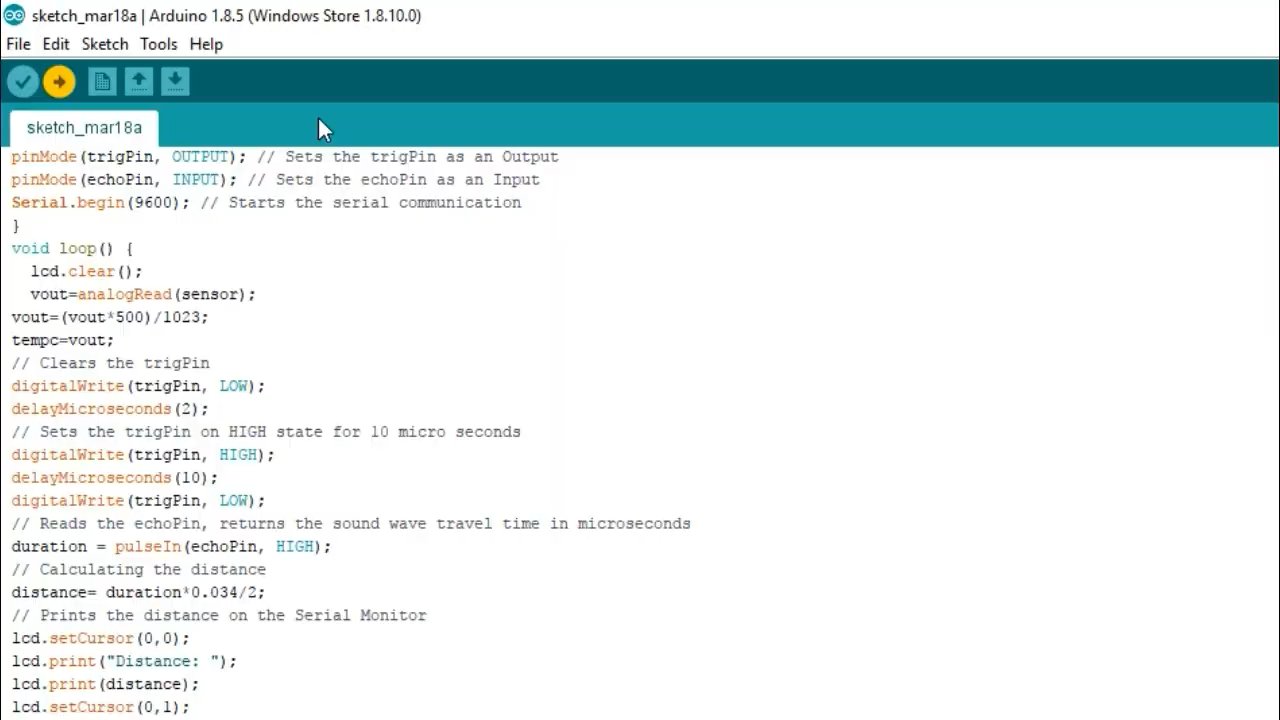 sketch_mar18a | Arduino 1.8.5 (Windows Store 1.8.10.0)
File Edit Sketch Tools Help
sketch_mar18a
pinMode(trigPin, OUTPUT); // Sets the trigPin as an Output
pinMode(echoPin, INPUT); // Sets the echoPin as an Input
Serial.begin(9600); // Starts the serial communication
}
void loop() {
  lcd.clear();
  vout=analogRead(sensor);
vout=(vout*500)/1023;
tempc=vout;
// Clears the trigPin
digitalWrite(trigPin, LOW);
delayMicroseconds(2);
// Sets the trigPin on HIGH state for 10 micro seconds
digitalWrite(trigPin, HIGH);
delayMicroseconds(10);
digitalWrite(trigPin, LOW);
// Reads the echoPin, returns the sound wave travel time in microseconds
duration = pulseIn(echoPin, HIGH);
// Calculating the distance
distance= duration*0.034/2;
// Prints the distance on the Serial Monitor
lcd.setCursor(0,0);
lcd.print("Distance: ");
lcd.print(distance);
lcd.setCursor(0,1);